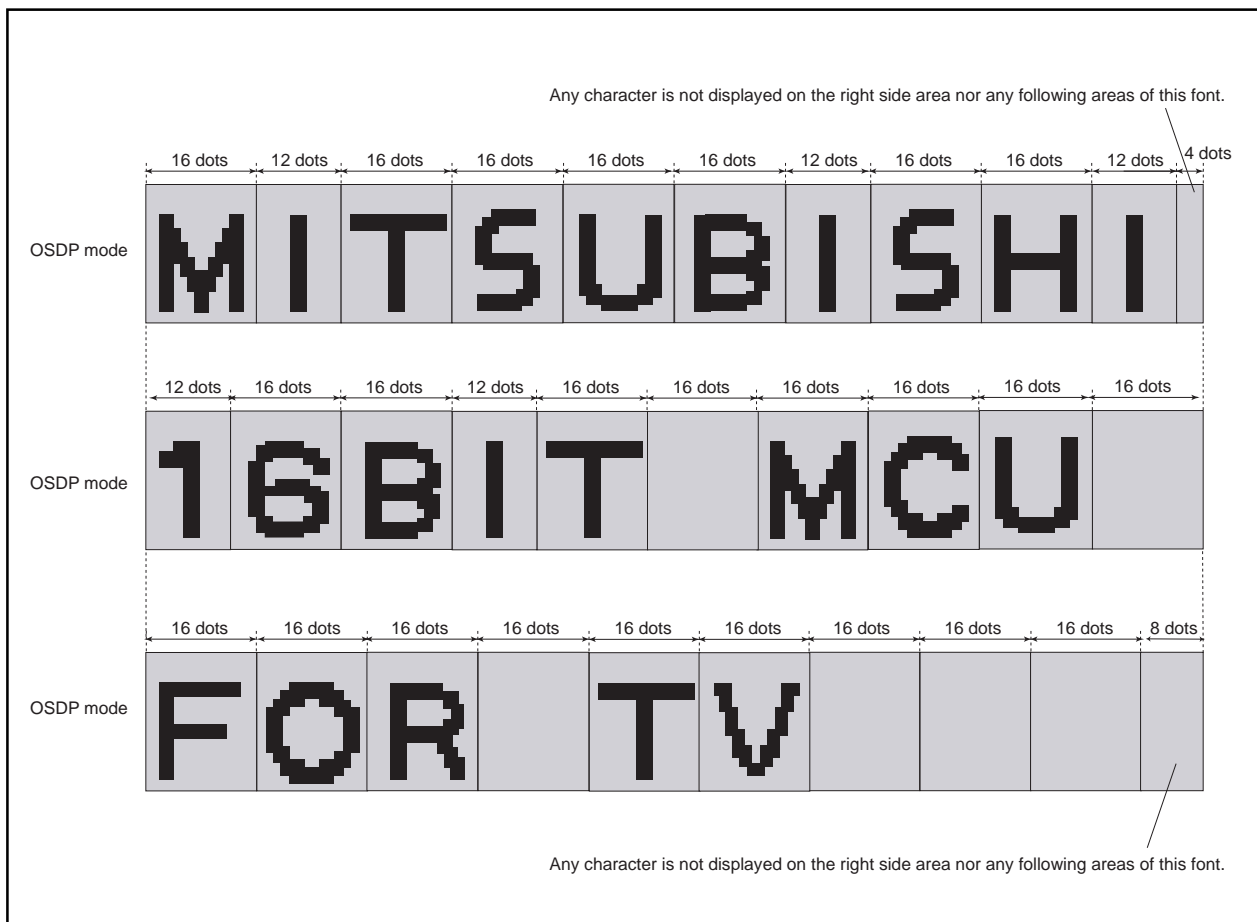 Any character is not displayed on the right side area nor any following areas of this font.
16 dots 12 dots 16 dots 16 dots 16 dots 16 dots 12 dots 16 dots 16 dots 12 dots 4 dots
OSDP mode MITSUBISHI
12 dots 16 dots 16 dots 12 dots 16 dots 16 dots 16 dots 16 dots 16 dots 16 dots
OSDP mode 16BIT MCU
16 dots 16 dots 16 dots 16 dots 16 dots 16 dots 16 dots 16 dots 16 dots 8 dots
OSDP mode FOR TV
Any character is not displayed on the right side area nor any following areas of this font.